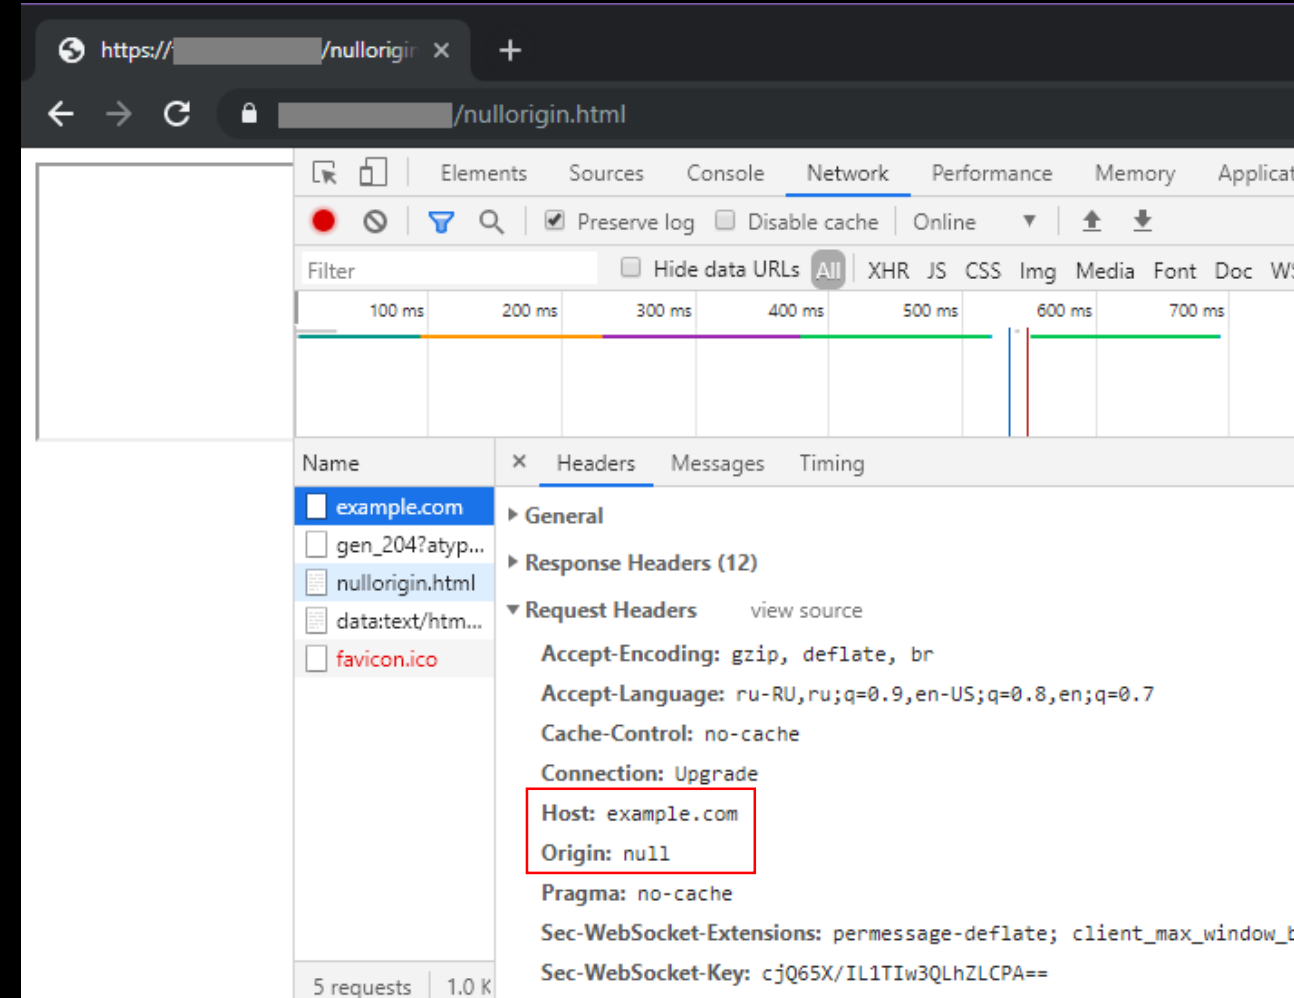 https:// /nullorigin
/nullorigin.html
Elements Sources Console Network Performance Memory Applicat
Preserve log Disable cache Online
Filter Hide data URLs All XHR JS CSS Img Media Font Doc WS
100 ms 200 ms 300 ms 400 ms 500 ms 600 ms 700 ms
Name Headers Messages Timing
example.com
gen_204?atyp...
nullorigin.html
data:text/htm...
favicon.ico
General
Response Headers (12)
Request Headers view source
Accept-Encoding: gzip, deflate, br
Accept-Language: ru-RU,ru;q=0.9,en-US;q=0.8,en;q=0.7
Cache-Control: no-cache
Connection: Upgrade
Host: example.com
Origin: null
Pragma: no-cache
Sec-WebSocket-Extensions: permessage-deflate; client_max_window_b
Sec-WebSocket-Key: cjQ65X/IL1TIw3QLhZLCPA==
5 requests 1.0 K